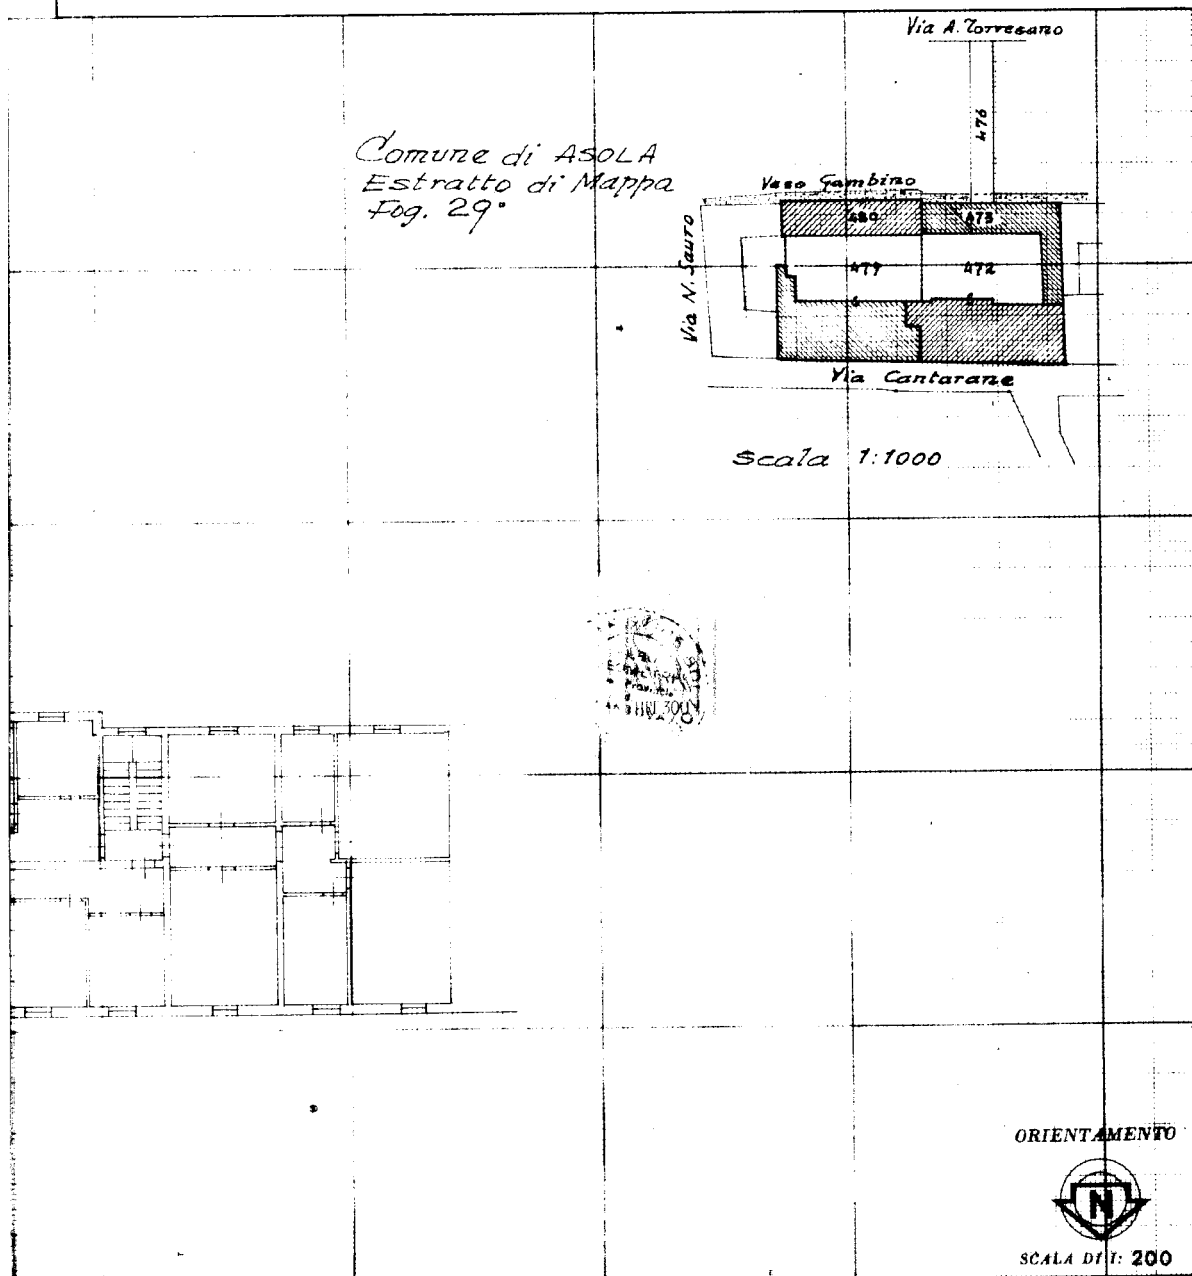 Via A. Torresano
476
Comune di ASOLA
Estratto di Mappa
Fog. 29°
Vaso Gambino
480
473
Via N. Sauro
479
472
Via Cantarane
Scala 1:1000
ORIENTAMENTO
N
SCALA DI 1: 200